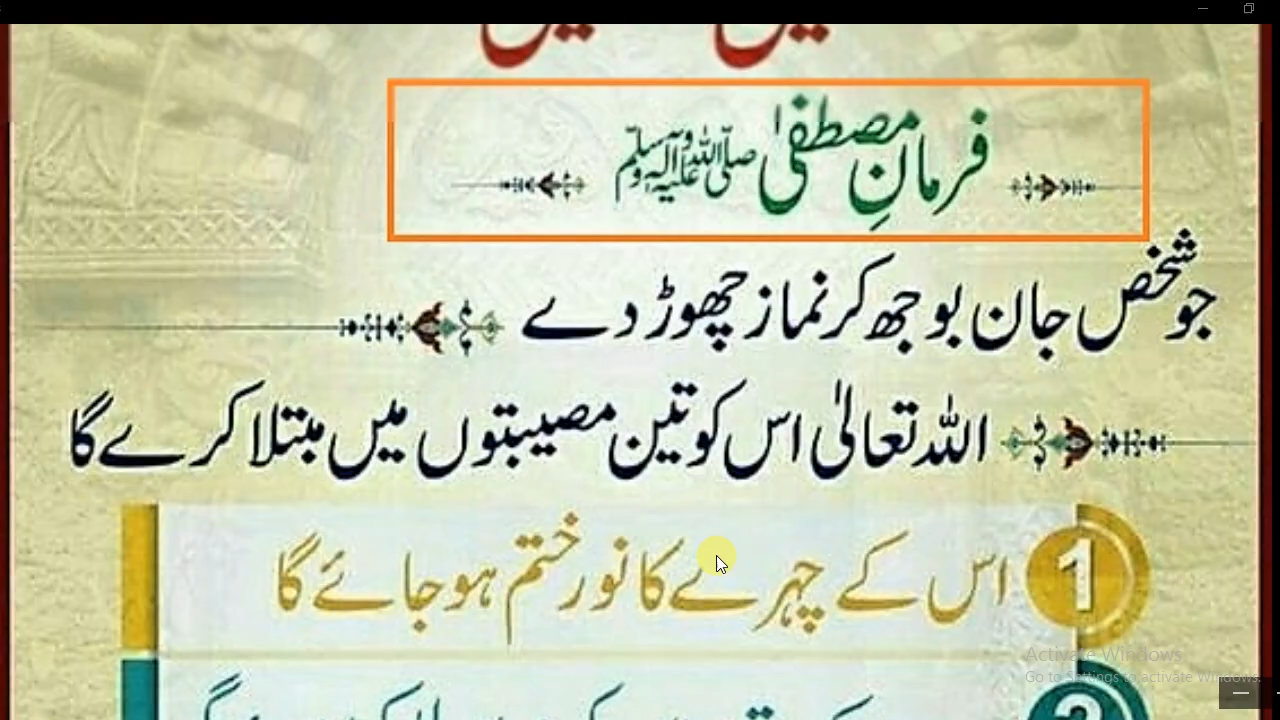 فرمانِ مصطفیٰ صلی اللہ علیہ وآلہ وسلم
جو شخص جان بوجھ کر نماز چھوڑ دے
اللہ تعالیٰ اس کو تین مصیبتوں میں مبتلا کرے گا
1 اس کے چہرے کا نور ختم ہو جائے گا
2
Activate Windows
Go to Settings to activate Windows.